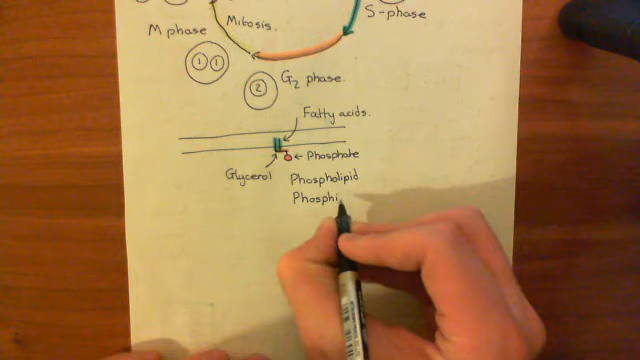 S-phase
Mitosis.
M phase
1 1
2
G2 phase.
Fatty acids.
Phosphate
Glycerol
Phospholipid
Phosphi